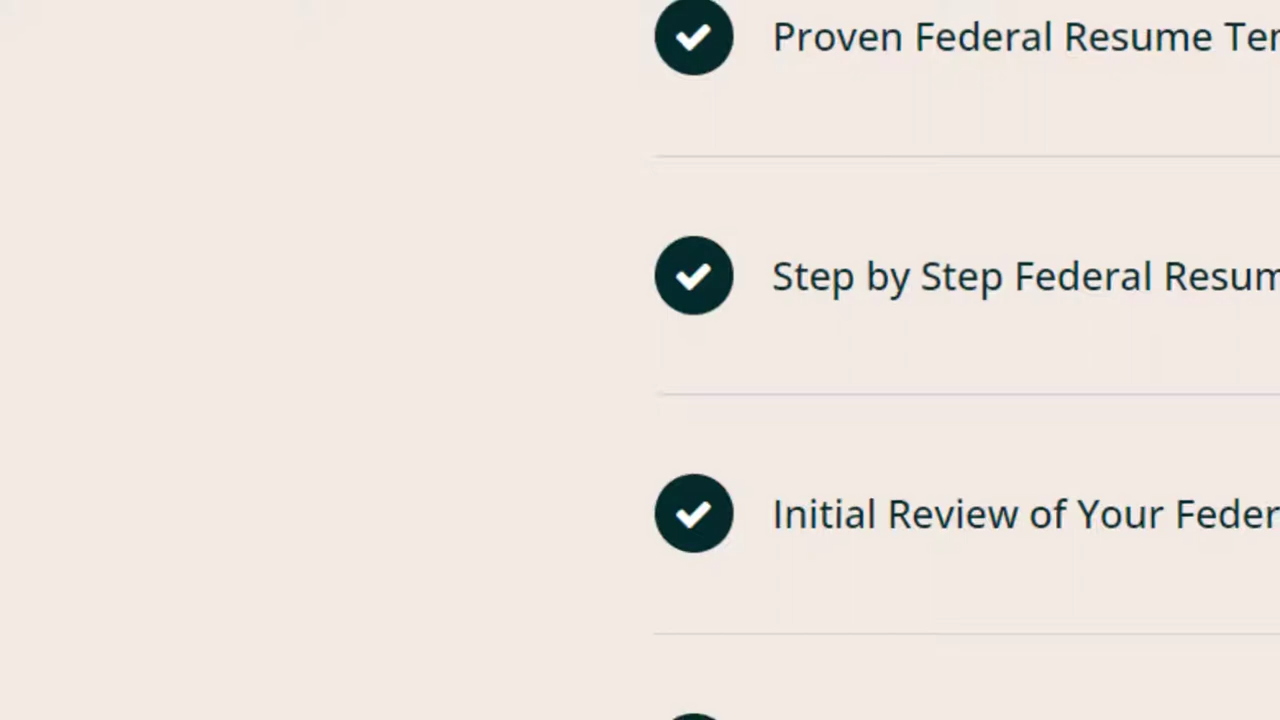 Proven Federal Resume Ter
Step by Step Federal Resum
Initial Review of Your Feder